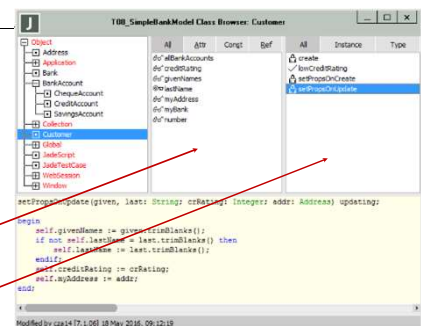 T08_SimpleBankModel Class Browser: Customer
Object
Address
Application
Bank
BankAccount
ChequeAccount
CreditAccount
SavingsAccount
Collection
Customer
Global
JadeScript
JadeTestCase
WebSession
Window
All Attr Const Ref
allBankAccounts
creditRating
givenNames
lastName
myAddress
myBank
number
All Instance Type
create
lowCreditRating
setPropsOnCreate
setPropsOnUpdate
setPropsOnUpdate(given, last: String; crRating: Integer; addr: Address) updating;
begin
self.givenNames := given.trimBlanks();
if not self.lastName = last.trimBlanks() then
self.lastName := last.trimBlanks();
endif;
self.creditRating := crRating;
self.myAddress := addr;
end;
Modified by cza14 [7.1.06] 18 May 2016, 09:12:19